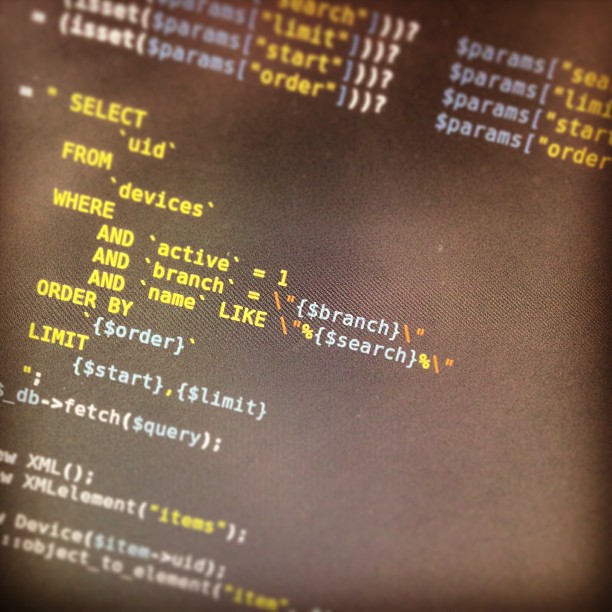 (isset($params["search"]))?
= (isset($params["limit"]))? $params["sea
(isset($params["start"]))? $params["limi
(isset($params["order"]))? $params["star
$params["order
= " SELECT
`uid`
FROM
`devices`
WHERE
AND `active` = 1
AND `branch` = \"{$branch}\"
AND `name` LIKE \"%{$search}%\"
ORDER BY
`{$order}`
LIMIT
{$start},{$limit}
";
$_db->fetch($query);
ew XML();
w XMLelement("items");
w Device($item->uid);
::object_to_element("item",